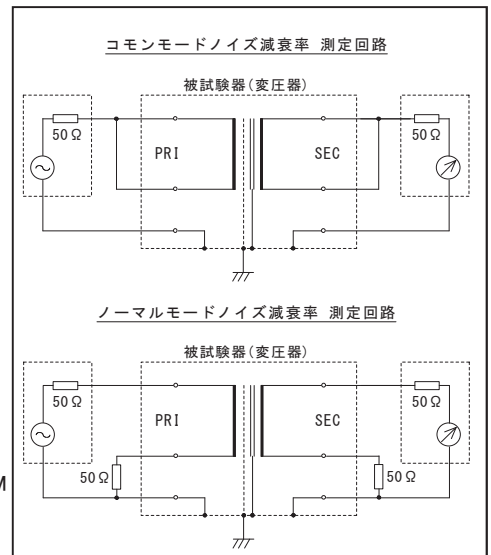 コモンモードノイズ減衰率 測定回路
被試験器(変圧器)
50Ω
PRI
SEC
50Ω
ノーマルモードノイズ減衰率 測定回路
被試験器(変圧器)
50Ω
PRI
SEC
50Ω
50Ω
50Ω
M